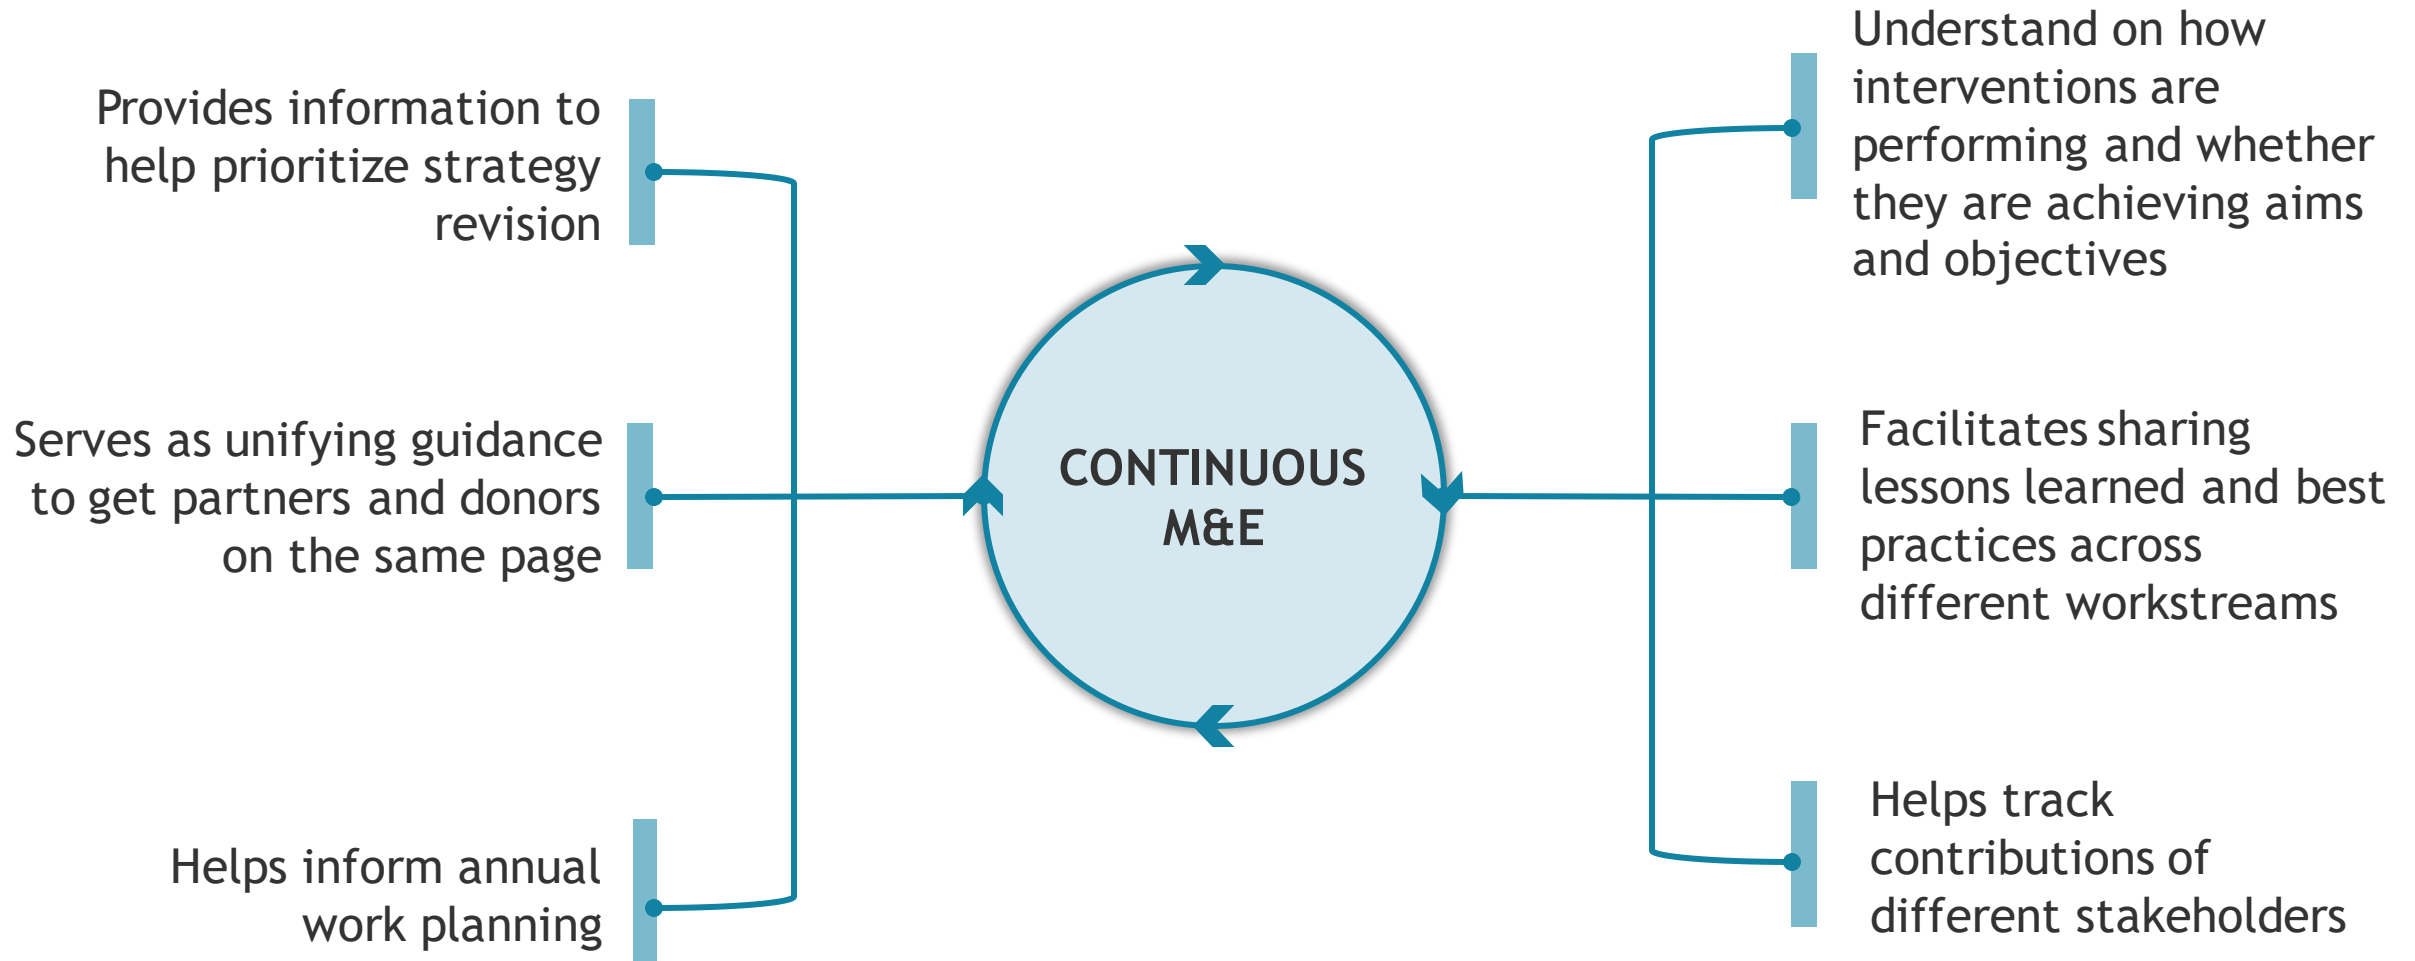 Provides information to
help prioritize strategy
revision
Serves as unifying guidance
to get partners and donors
on the same page
Helps inform annual
work planning
CONTINUOUS
M&E
Understand on how
interventions are
performing and whether
they are achieving aims
and objectives
Facilitates sharing
lessons learned and best
practices across
different workstreams
Helps track
contributions of
different stakeholders